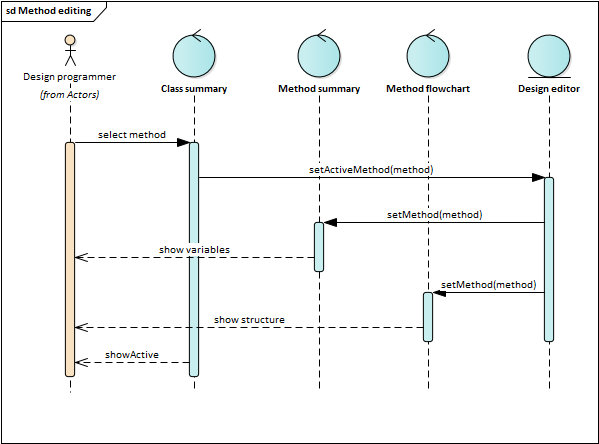 sd Method editing
Design programmer
(from Actors)
Class summary
Method summary
Method flowchart
Design editor
select method
setActiveMethod(method)
setMethod(method)
show variables
setMethod(method)
show structure
showActive